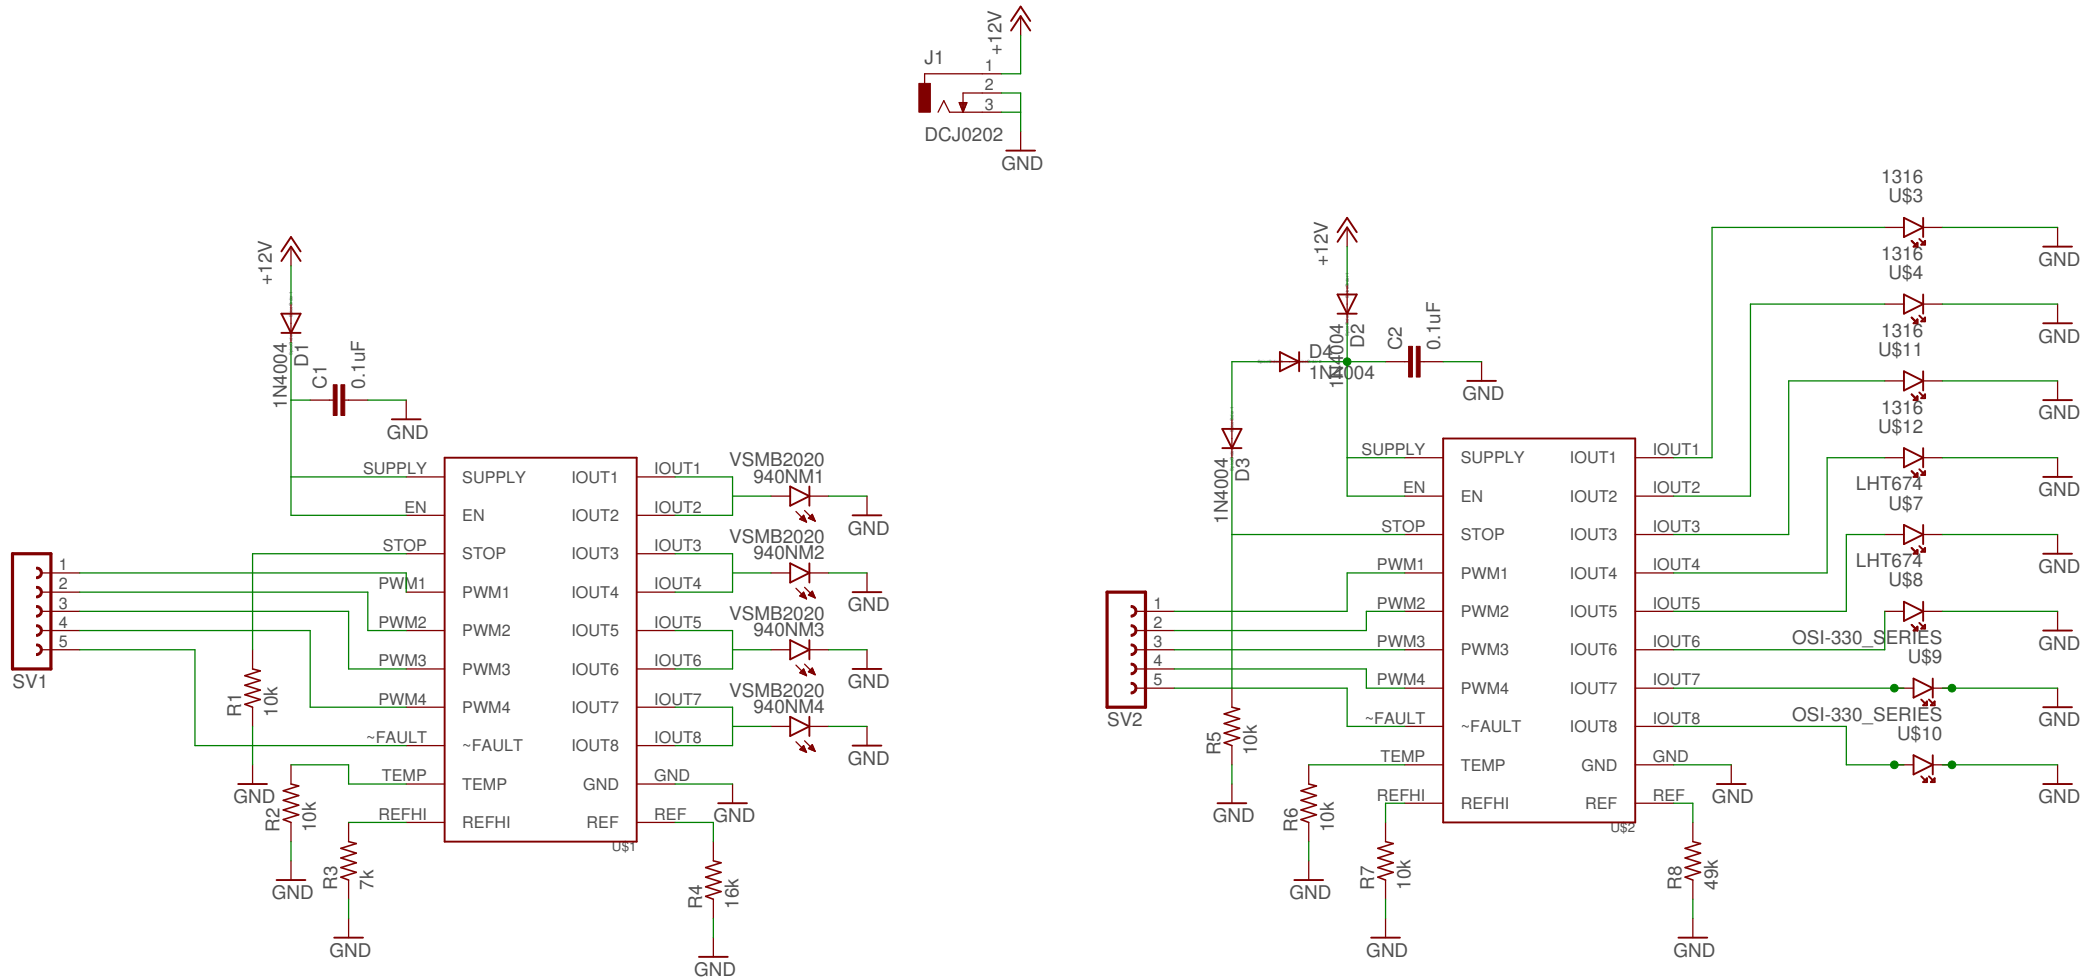 +12V
J1
1
2
3
DCJ0202
GND
+12V
1N4004
D1
C1
0.1uF
GND
SUPPLY
EN
STOP
PWM1
PWM2
PWM3
PWM4
~FAULT
TEMP
REFHI
SUPPLY IOUT1
EN IOUT2
STOP IOUT3
PWM1 IOUT4
PWM2 IOUT5
PWM3 IOUT6
PWM4 IOUT7
~FAULT IOUT8
TEMP GND
REFHI REF
U$1
IOUT1
IOUT2
IOUT3
IOUT4
IOUT5
IOUT6
IOUT7
IOUT8
GND
REF
VSMB2020
940NM1
GND
VSMB2020
940NM2
GND
VSMB2020
940NM3
GND
VSMB2020
940NM4
GND
GND
1
2
3
4
5
SV1
R1
10k
GND
R2
10k
GND
R3
7k
GND
R4
16k
GND
+12V
1N4004
D2
C2
0.1uF
GND
D4
1N4004
1N4004
D3
SUPPLY
EN
STOP
PWM1
PWM2
PWM3
PWM4
~FAULT
TEMP
REFHI
SUPPLY IOUT1
EN IOUT2
STOP IOUT3
PWM1 IOUT4
PWM2 IOUT5
PWM3 IOUT6
PWM4 IOUT7
~FAULT IOUT8
TEMP GND
REFHI REF
U$2
IOUT1
IOUT2
IOUT3
IOUT4
IOUT5
IOUT6
IOUT7
IOUT8
GND
REF
1
2
3
4
5
SV2
R5
10k
GND
R6
10k
GND
R7
10k
GND
R8
49k
GND
GND
1316
U$3
GND
1316
U$4
GND
1316
U$11
GND
1316
U$12
GND
LHT674
U$7
GND
LHT674
U$8
GND
OSI-330_SERIES
U$9
GND
OSI-330_SERIES
U$10
GND